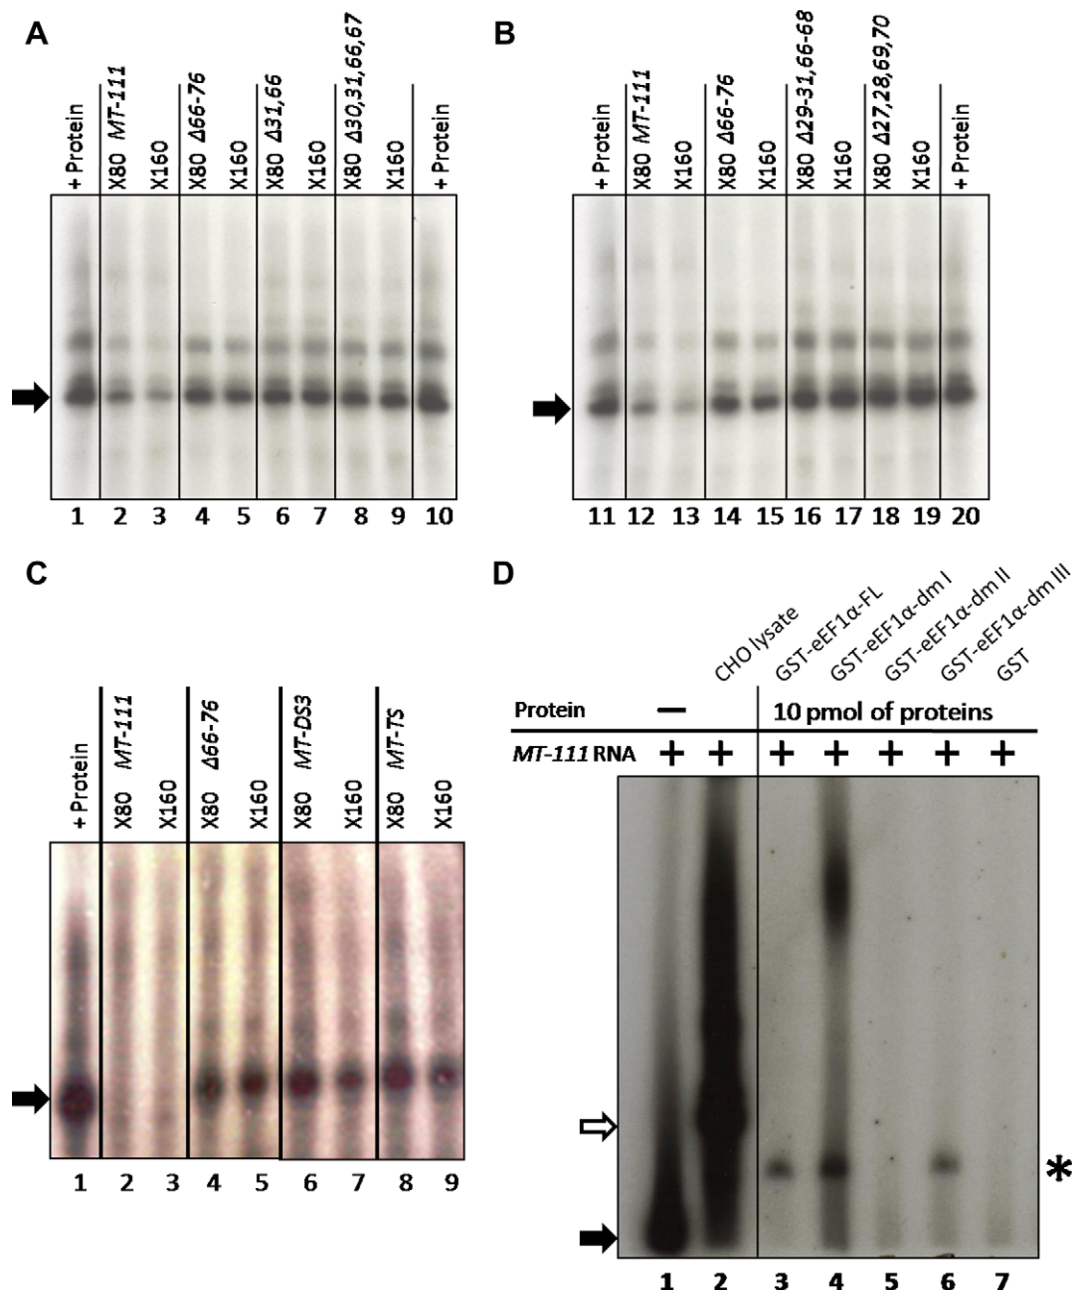 A
+ Protein
X80 MT-111
X160
X80 Δ66-76
X160
X80 Δ31,66
X160
X80 Δ30,31,66,67
X160
+ Protein
1 2 3 4 5 6 7 8 9 10
B
+ Protein
X80 MT-111
X160
X80 Δ66-76
X160
X80 Δ29-31,66-68
X160
X80 Δ27,28,69,70
X160
+ Protein
11 12 13 14 15 16 17 18 19 20
C
+ Protein
X80 MT-111
X160
X80 Δ66-76
X160
X80 MT-DS3
X160
X80 MT-TS
X160
1 2 3 4 5 6 7 8 9
D
CHO lysate
GST-eEF1α-FL
GST-eEF1α-dm I
GST-eEF1α-dm II
GST-eEF1α-dm III
GST
Protein — 10 pmol of proteins
MT-111 RNA + + + + + + +
*
1 2 3 4 5 6 7